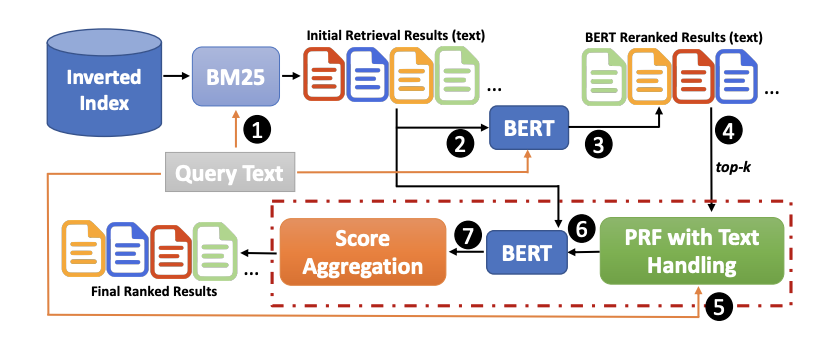 Initial Retrieval Results (text)
BERT Reranked Results (text)
Inverted
Index
BM25
...
...
1
2
BERT
3
4
Query Text
top-k
Score
Aggregation
7
BERT
6
PRF with Text
Handling
...
Final Ranked Results
5